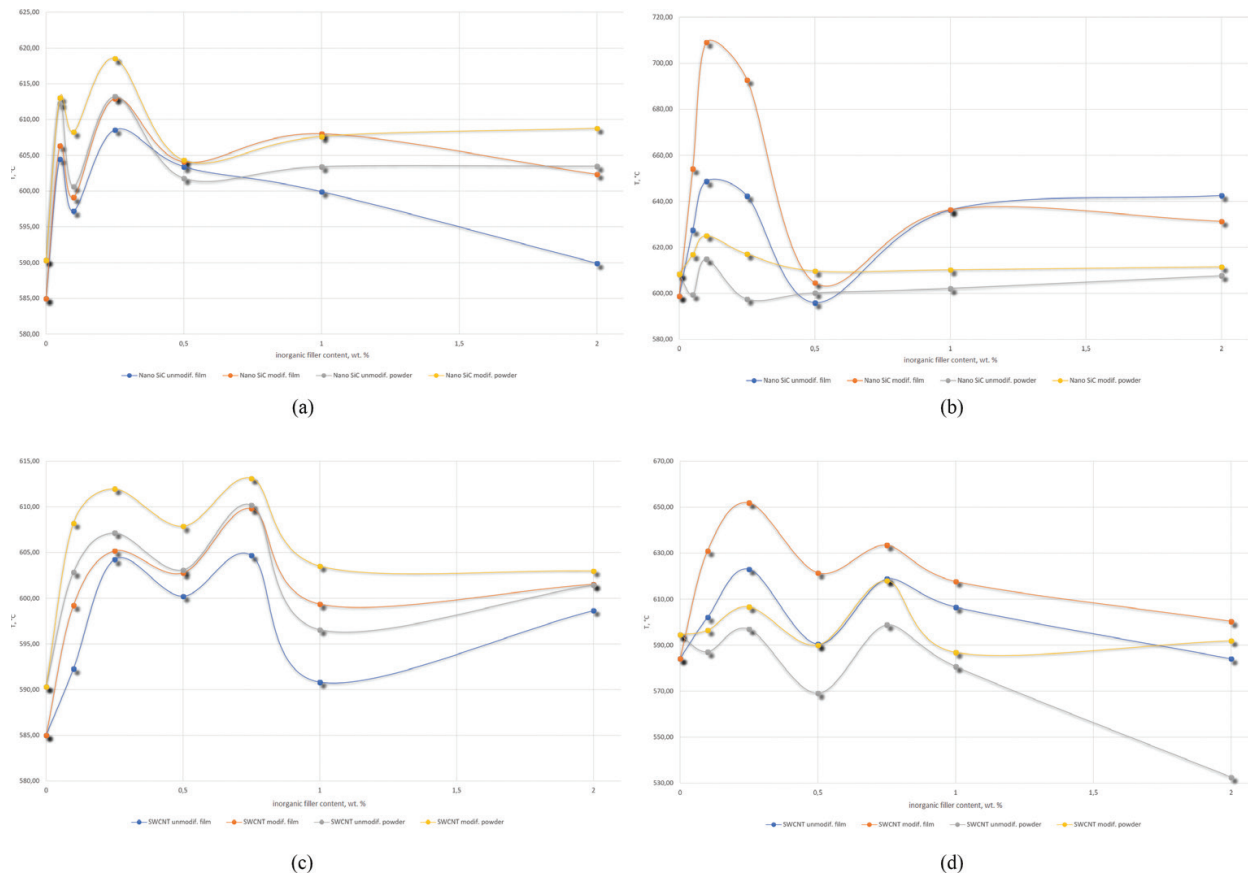 625,00
620,00
615,00
610,00
605,00
600,00
595,00
590,00
585,00
580,00
T, °C
0
0,5
1
1,5
2
inorganic filler content, wt. %
Nano SiC unmodif. film
Nano SiC modif. film
Nano SiC unmodif. powder
Nano SiC modif. powder
(a)
720,00
700,00
680,00
660,00
640,00
620,00
600,00
580,00
T, °C
0
0,5
1
1,5
2
inorganic filler content, wt. %
Nano SiC unmodif. film
Nano SiC modif. film
Nano SiC unmodif. powder
Nano SiC modif. powder
(b)
615,00
610,00
605,00
600,00
595,00
590,00
585,00
580,00
T, °C
0
0,5
1
1,5
2
inorganic filler content, wt. %
SWCNT unmodif. film
SWCNT modif. film
SWCNT unmodif. powder
SWCNT modif. powder
(c)
670,00
650,00
630,00
610,00
590,00
570,00
550,00
530,00
T, °C
0
0,5
1
1,5
2
inorganic filler content, wt. %
SWCNT unmodif. film
SWCNT modif. film
SWCNT unmodif. powder
SWCNT modif. powder
(d)